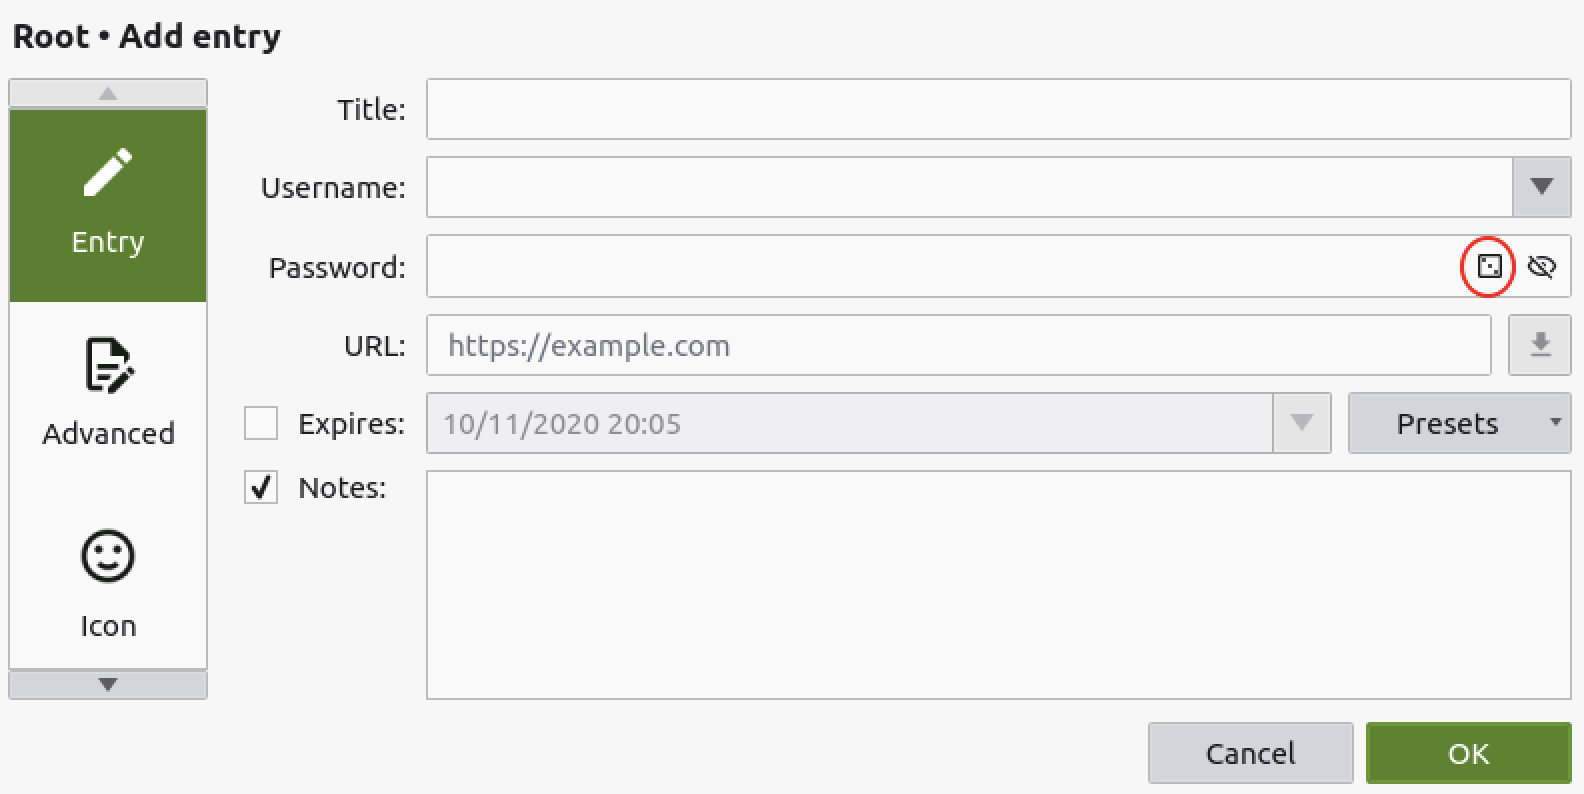 Root • Add entry
Title:
Entry
Username:
Password:
URL: https://example.com
Advanced
Expires: 10/11/2020 20:05 Presets
Notes:
Icon
Cancel OK